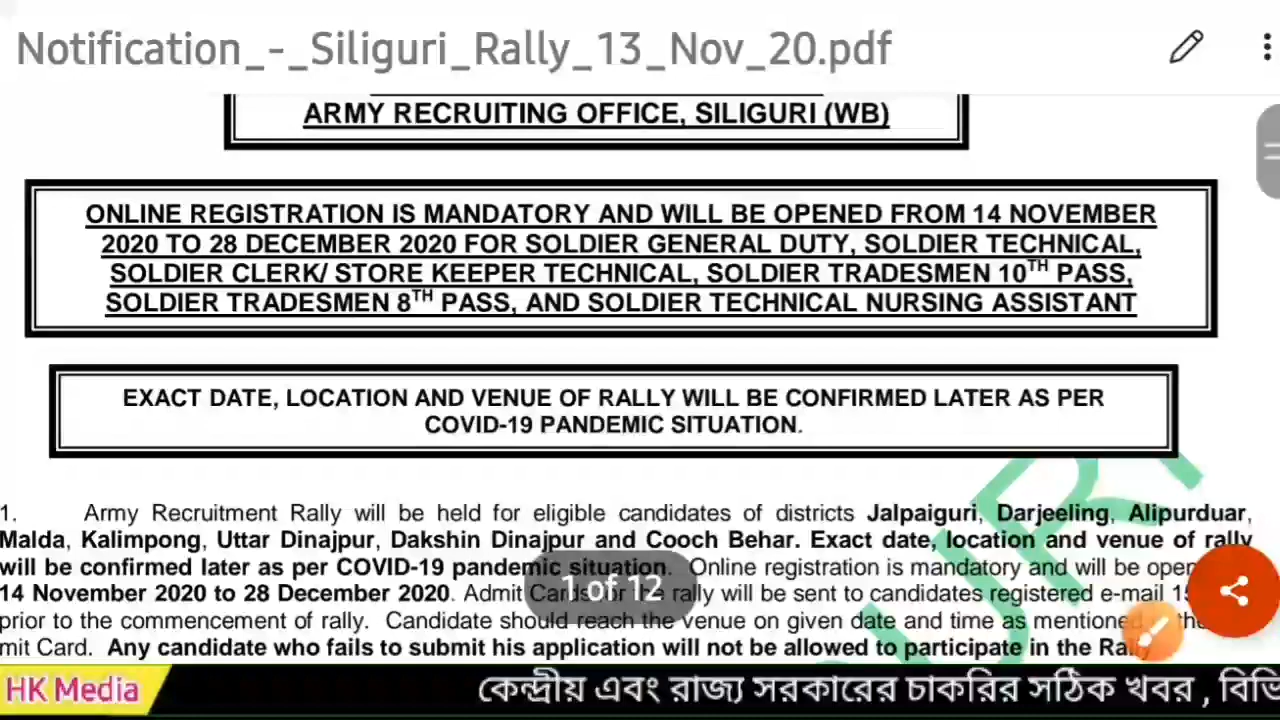 Notification_-_Siliguri_Rally_13_Nov_20.pdf
ARMY RECRUITING OFFICE, SILIGURI (WB)
ONLINE REGISTRATION IS MANDATORY AND WILL BE OPENED FROM 14 NOVEMBER
2020 TO 28 DECEMBER 2020 FOR SOLDIER GENERAL DUTY, SOLDIER TECHNICAL,
SOLDIER CLERK/ STORE KEEPER TECHNICAL, SOLDIER TRADESMEN 10TH PASS,
SOLDIER TRADESMEN 8TH PASS, AND SOLDIER TECHNICAL NURSING ASSISTANT
EXACT DATE, LOCATION AND VENUE OF RALLY WILL BE CONFIRMED LATER AS PER
COVID-19 PANDEMIC SITUATION.
1. Army Recruitment Rally will be held for eligible candidates of districts Jalpaiguri, Darjeeling, Alipurduar,
Malda, Kalimpong, Uttar Dinajpur, Dakshin Dinajpur and Cooch Behar. Exact date, location and venue of rally
will be confirmed later as per COVID-19 pandemic situation. Online registration is mandatory and will be open
14 November 2020 to 28 December 2020. Admit Cards for the rally will be sent to candidates registered e-mail
prior to the commencement of rally. Candidate should reach the venue on given date and time as mentioned
mit Card. Any candidate who fails to submit his application will not be allowed to participate in the
1 of 12
HK Media
কেন্দ্রীয় এবং রাজ্য সরকারের চাকরির সঠিক খবর ,